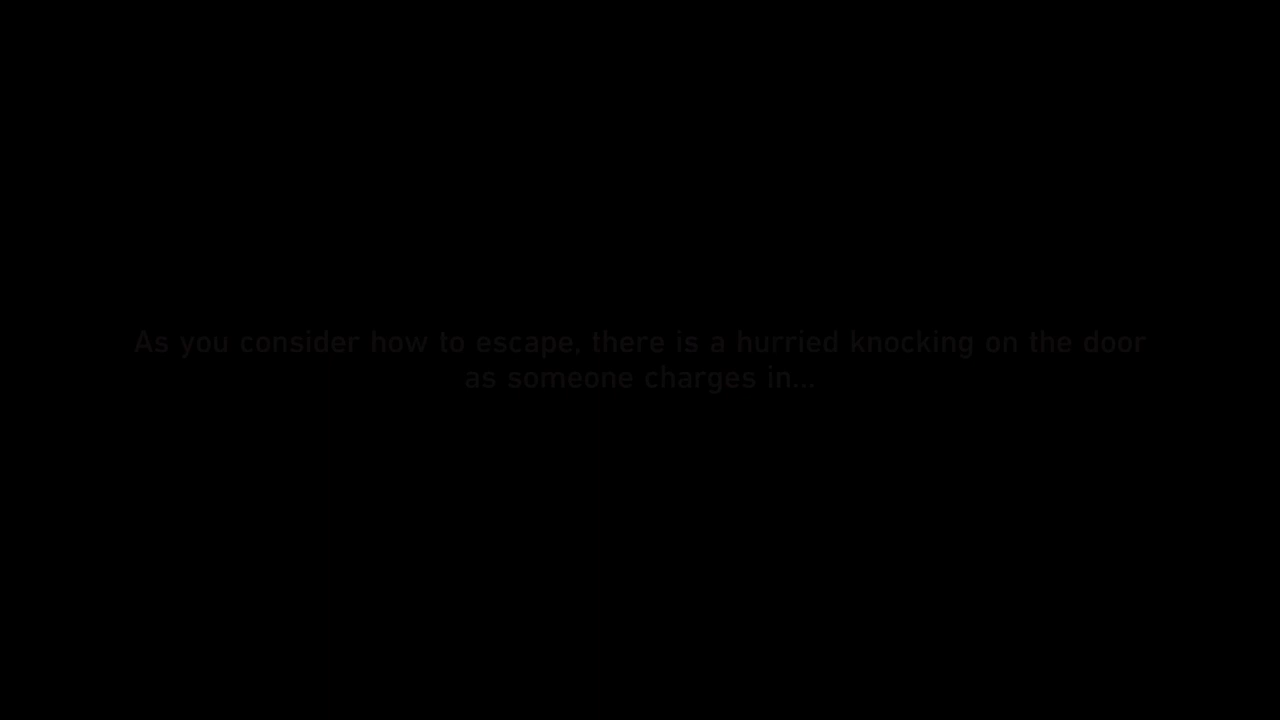 As you consider how to escape, there is a hurried knocking on the door
as someone charges in...